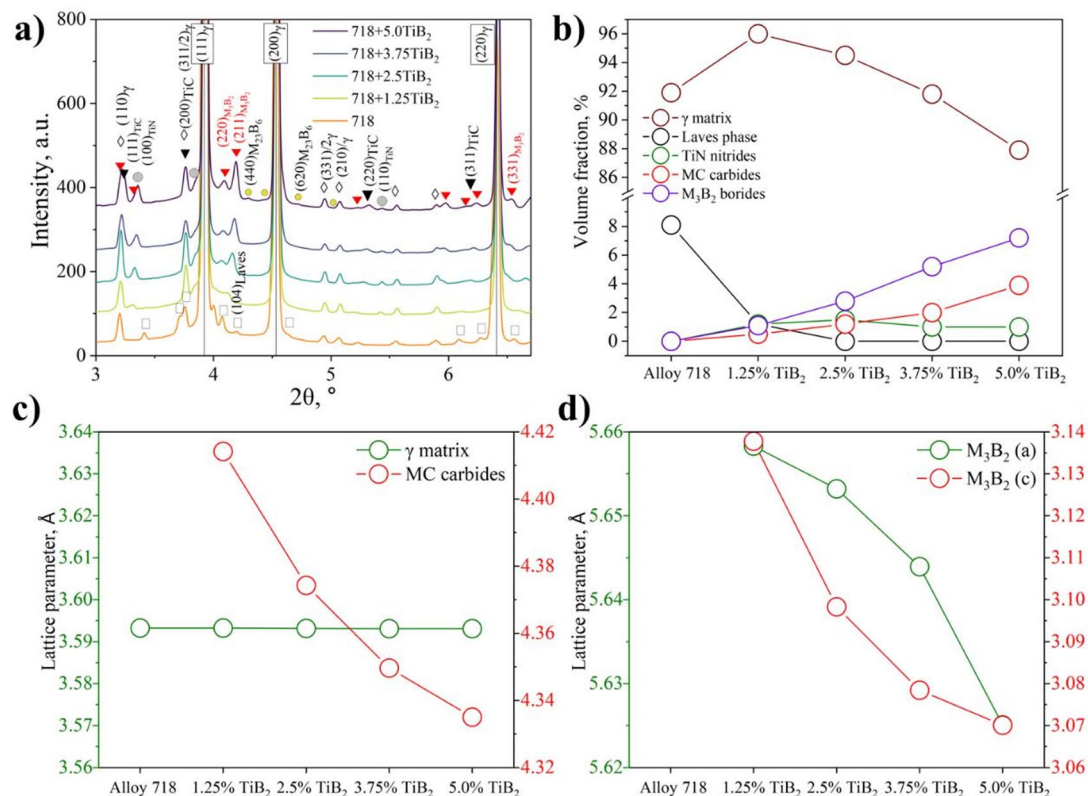 a)
800
600
400
200
0
Intensity, a.u.
3
4
5
6
2θ, °
718+5.0TiB₂
718+3.75TiB₂
718+2.5TiB₂
718+1.25TiB₂
718
(110)γ
(111)TiC
(100)TiN
(200)TiC
(311/2)γ
(111)γ
(220)M₃B₂
(211)M₃B₂
(440)M₂₃B₆
(200)γ
(620)M₂₃B₆
(331)/2γ
(210)/γ
(220)TiC
(110)TiN
(311)TiC
(220)γ
(331)M₃B₂
(104)Laves
b)
96
94
92
90
88
86
8
6
4
2
0
Volume fraction, %
γ matrix
Laves phase
TiN nitrides
MC carbides
M₃B₂ borides
Alloy 718 1.25% TiB₂ 2.5% TiB₂ 3.75% TiB₂ 5.0% TiB₂
c)
3.64
3.63
3.62
3.61
3.60
3.59
3.58
3.57
3.56
Lattice parameter, Å
γ matrix
MC carbides
4.42
4.40
4.38
4.36
4.34
4.32
Alloy 718 1.25% TiB₂ 2.5% TiB₂ 3.75% TiB₂ 5.0% TiB₂
d)
5.66
5.65
5.64
5.63
5.62
Lattice parameter, Å
M₃B₂ (a)
M₃B₂ (c)
3.14
3.13
3.12
3.11
3.10
3.09
3.08
3.07
3.06
Alloy 718 1.25% TiB₂ 2.5% TiB₂ 3.75% TiB₂ 5.0% TiB₂